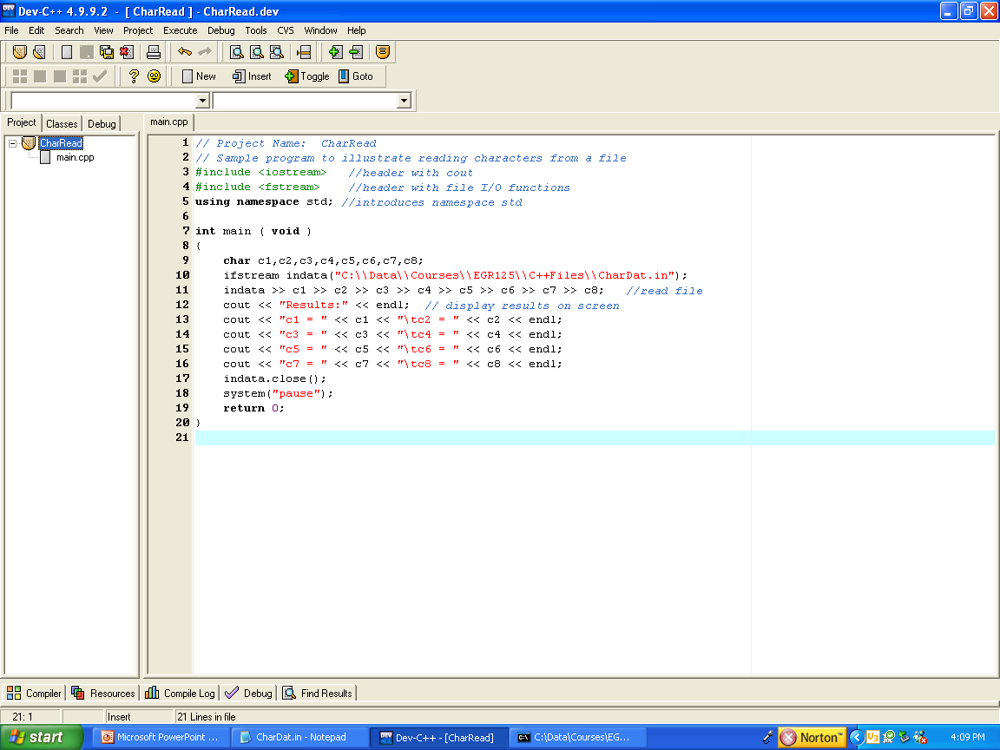 Dev-C++ 4.9.9.2 - [ CharRead ] - CharRead.dev
File Edit Search View Project Execute Debug Tools CVS Window Help
New Insert Toggle Goto
Project Classes Debug
main.cpp
CharRead
main.cpp
1 // Project Name:  CharRead
2 // Sample program to illustrate reading characters from a file
3 #include <iostream>   //header with cout
4 #include <fstream>    //header with file I/O functions
5 using namespace std; //introduces namespace std
6
7 int main ( void )
8 {
9     char c1,c2,c3,c4,c5,c6,c7,c8;
10     ifstream indata("C:\\Data\\Courses\\EGR125\\C++Files\\CharDat.in");
11     indata >> c1 >> c2 >> c3 >> c4 >> c5 >> c6 >> c7 >> c8;   //read file
12     cout << "Results:" << endl;  // display results on screen
13     cout << "c1 = " << c1 << "\tc2 = " << c2 << endl;
14     cout << "c3 = " << c3 << "\tc4 = " << c4 << endl;
15     cout << "c5 = " << c5 << "\tc6 = " << c6 << endl;
16     cout << "c7 = " << c7 << "\tc8 = " << c8 << endl;
17     indata.close();
18     system("pause");
19     return 0;
20 }
21
Compiler Resources Compile Log Debug Find Results
21: 1 Insert 21 Lines in file
start Microsoft PowerPoint ... CharDat.in - Notepad Dev-C++ - [CharRead] C:\Data\Courses\EG... Norton™ 4:09 PM